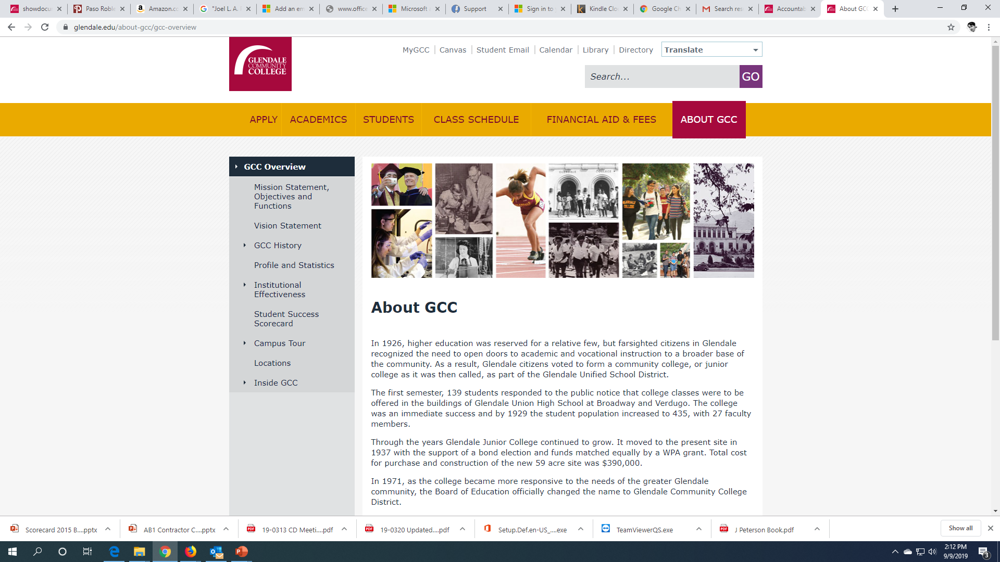 showdocu
Paso Roble
Amazon.co
"Joel L. A.
Add an em
www.office
Microsoft
Support
Sign in to
Kindle Clo
Google Ch
Search res
Accountab
About GCC
glendale.edu/about-gcc/gcc-overview
GLENDALE
COMMUNITY
COLLEGE
MyGCC
Canvas
Student Email
Calendar
Library
Directory
Translate
Search...
GO
APPLY
ACADEMICS
STUDENTS
CLASS SCHEDULE
FINANCIAL AID & FEES
ABOUT GCC
GCC Overview
Mission Statement,
Objectives and
Functions
Vision Statement
GCC History
Profile and Statistics
Institutional
Effectiveness
Student Success
Scorecard
Campus Tour
Locations
Inside GCC
GLENDALE COLLEGE
About GCC
In 1926, higher education was reserved for a relative few, but farsighted citizens in Glendale
recognized the need to open doors to academic and vocational instruction to a broader base of
the community. As a result, Glendale citizens voted to form a community college, or junior
college as it was then called, as part of the Glendale Unified School District.
The first semester, 139 students responded to the public notice that college classes were to be
offered in the buildings of Glendale Union High School at Broadway and Verdugo. The college
was an immediate success and by 1929 the student population increased to 435, with 27 faculty
members.
Through the years Glendale Junior College continued to grow. It moved to the present site in
1937 with the support of a bond election and funds matched equally by a WPA grant. Total cost
for purchase and construction of the new 59 acre site was $390,000.
In 1971, as the college became more responsive to the needs of the greater Glendale
community, the Board of Education officially changed the name to Glendale Community College
District.
Scorecard 2015 B....pptx
AB1 Contractor C....pptx
19-0313 CD Meeti....pdf
19-0320 Updated....pdf
Setup.Def.en-US_....exe
TeamViewerQS.exe
J Peterson Book.pdf
Show all
2:12 PM
9/9/2019
3